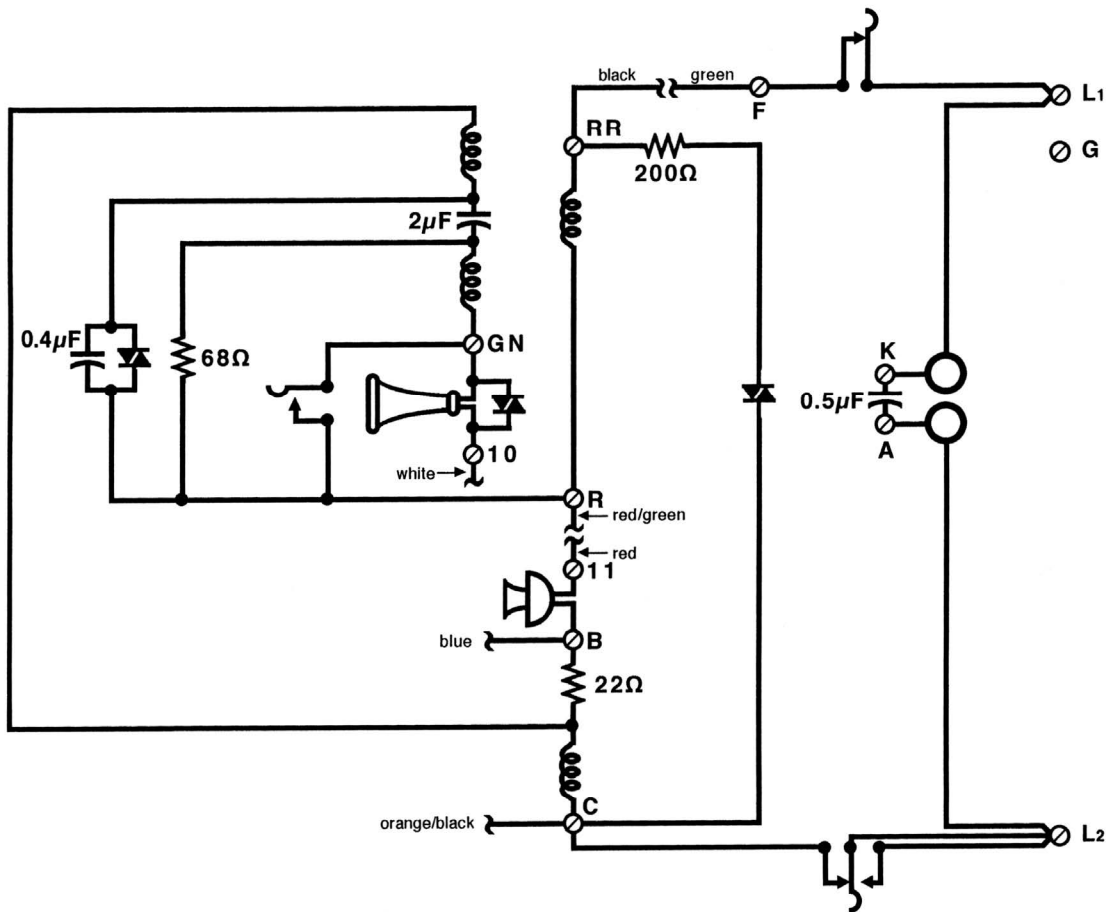 black
green
F
L1
G
RR
200Ω
2µF
0.4µF
68Ω
GN
10
white
K
0.5µF
A
R
red/green
red
11
blue
B
22Ω
C
orange/black
L2